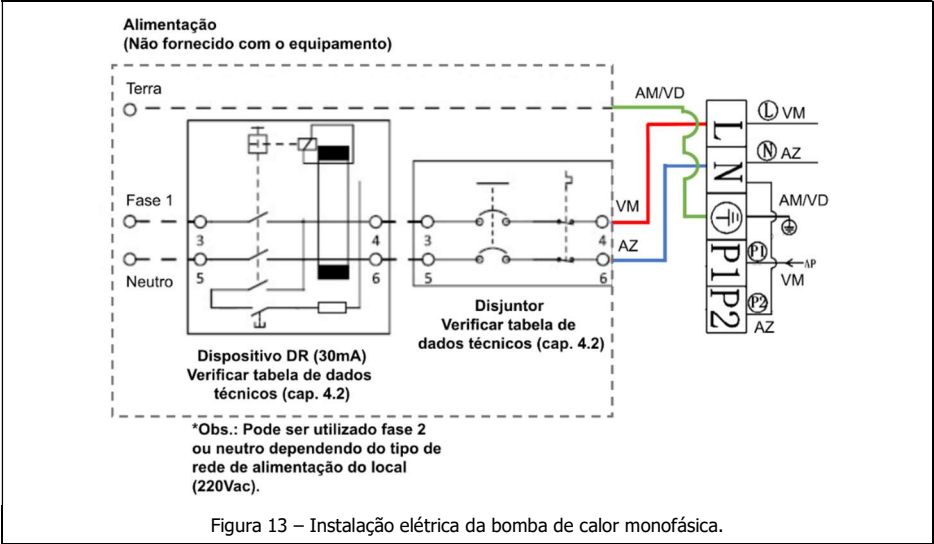 Alimentação
(Não fornecido com o equipamento)
Terra
AM/VD
L
L VM
N
N AZ
Fase 1
3
4
3
VM
4
AM/VD
P1
P1
AP
VM
Neutro
5
6
5
AZ
6
P2
P2
AZ
Disjuntor
Verificar tabela de
dados técnicos (cap. 4.2)
Dispositivo DR (30mA)
Verificar tabela de dados
técnicos (cap. 4.2)
*Obs.: Pode ser utilizado fase 2
ou neutro dependendo do tipo de
rede de alimentação do local
(220Vac).
Figura 13 – Instalação elétrica da bomba de calor monofásica.